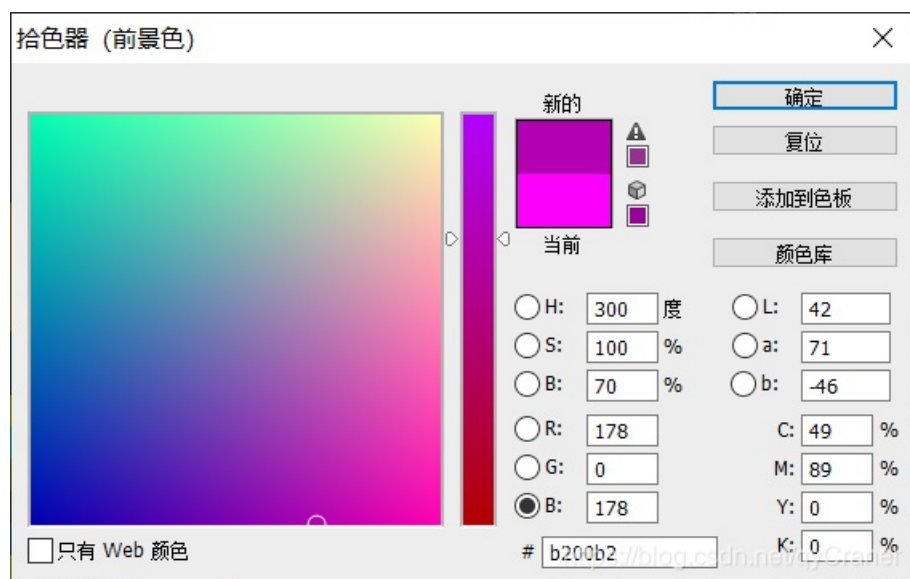 拾色器 (前景色)
新的
当前
确定
复位
添加到色板
颜色库
H: 300 度
S: 100 %
B: 70 %
R: 178
G: 0
B: 178
# b200b2
L: 42
a: 71
b: -46
C: 49 %
M: 89 %
Y: 0 %
K: 0 %
只有 Web 颜色
https://blog.csdn.net/qyCraner